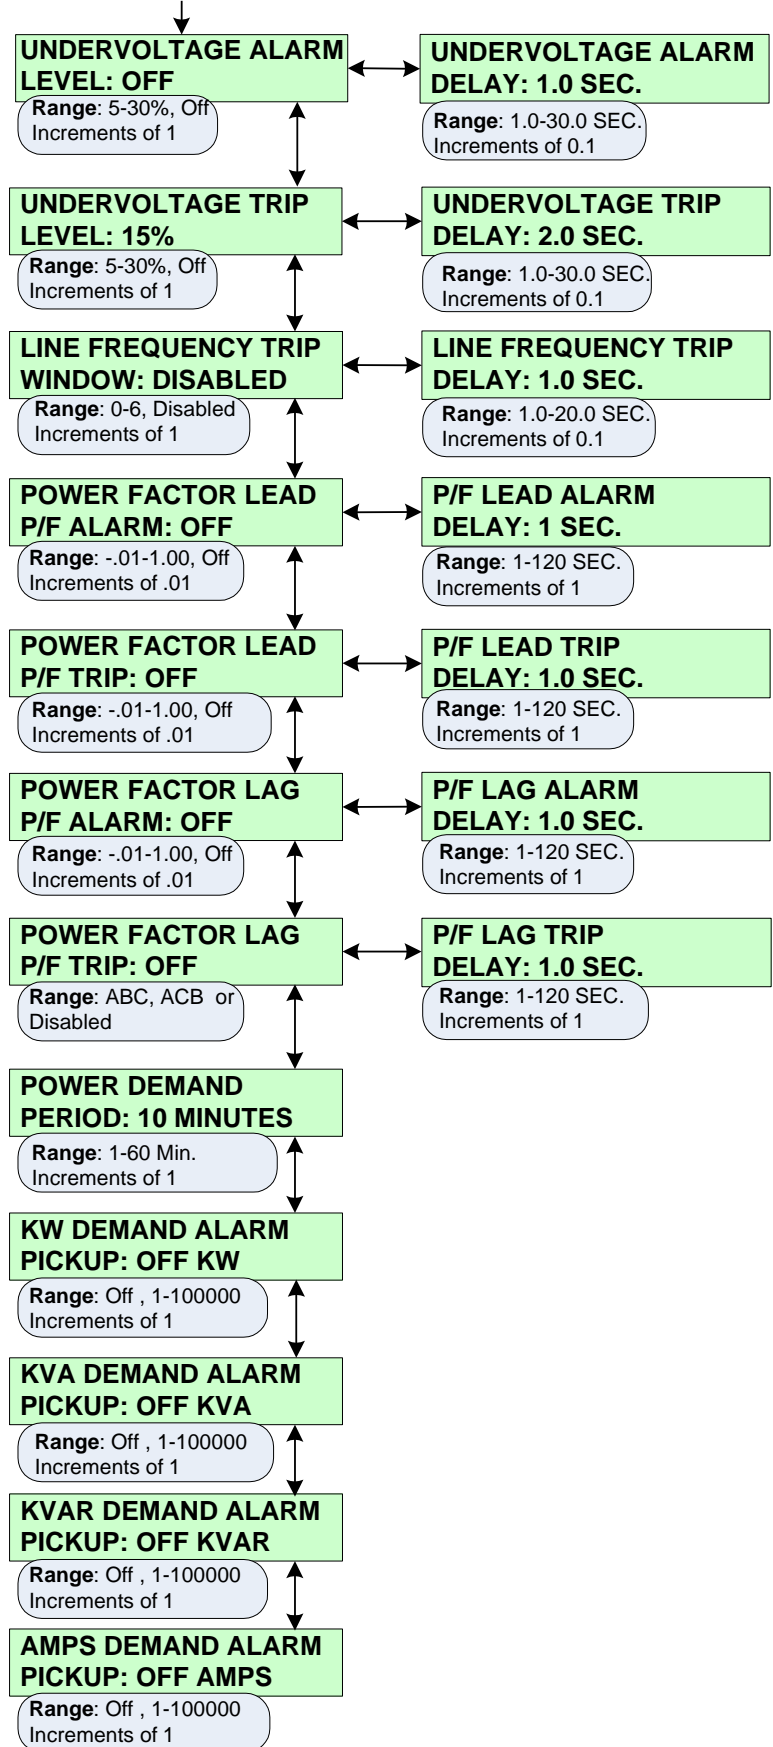 UNDERVOLTAGE ALARM
LEVEL: OFF
Range: 5-30%, Off
Increments of 1
UNDERVOLTAGE ALARM
DELAY: 1.0 SEC.
Range: 1.0-30.0 SEC.
Increments of 0.1
UNDERVOLTAGE TRIP
LEVEL: 15%
Range: 5-30%, Off
Increments of 1
UNDERVOLTAGE TRIP
DELAY: 2.0 SEC.
Range: 1.0-30.0 SEC.
Increments of 0.1
LINE FREQUENCY TRIP
WINDOW: DISABLED
Range: 0-6, Disabled
Increments of 1
LINE FREQUENCY TRIP
DELAY: 1.0 SEC.
Range: 1.0-20.0 SEC.
Increments of 0.1
POWER FACTOR LEAD
P/F ALARM: OFF
Range: -.01-1.00, Off
Increments of .01
P/F LEAD ALARM
DELAY: 1 SEC.
Range: 1-120 SEC.
Increments of 1
POWER FACTOR LEAD
P/F TRIP: OFF
Range: -.01-1.00, Off
Increments of .01
P/F LEAD TRIP
DELAY: 1.0 SEC.
Range: 1-120 SEC.
Increments of 1
POWER FACTOR LAG
P/F ALARM: OFF
Range: -.01-1.00, Off
Increments of .01
P/F LAG ALARM
DELAY: 1.0 SEC.
Range: 1-120 SEC.
Increments of 1
POWER FACTOR LAG
P/F TRIP: OFF
Range: ABC, ACB or
Disabled
P/F LAG TRIP
DELAY: 1.0 SEC.
Range: 1-120 SEC.
Increments of 1
POWER DEMAND
PERIOD: 10 MINUTES
Range: 1-60 Min.
Increments of 1
KW DEMAND ALARM
PICKUP: OFF KW
Range: Off , 1-100000
Increments of 1
KVA DEMAND ALARM
PICKUP: OFF KVA
Range: Off , 1-100000
Increments of 1
KVAR DEMAND ALARM
PICKUP: OFF KVAR
Range: Off , 1-100000
Increments of 1
AMPS DEMAND ALARM
PICKUP: OFF AMPS
Range: Off , 1-100000
Increments of 1